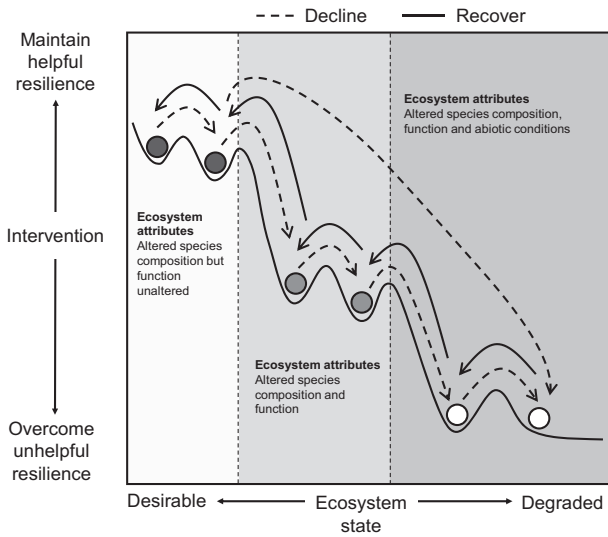 Decline
Recover
Maintain
helpful
resilience
Intervention
Overcome
unhelpful
resilience
Ecosystem
attributes
Altered species
composition but
function
unaltered
Ecosystem attributes
Altered species
composition and
function
Ecosystem attributes
Altered species composition,
function and abiotic conditions
Desirable
Ecosystem
state
Degraded